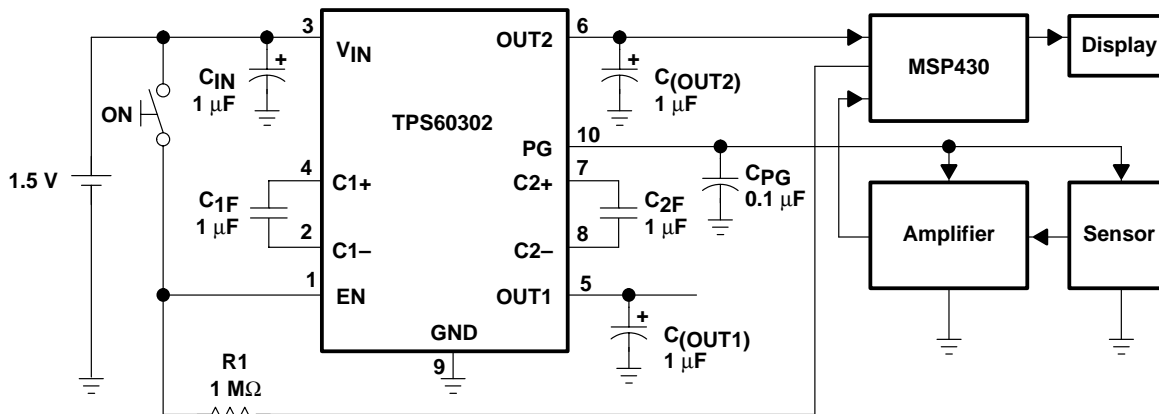 3
VIN
CIN
1 μF
+
ON
1.5 V
4
C1+
C1F
1 μF
2
C1–
1
EN
R1
1 MΩ
TPS60302
GND
9
OUT2
6
+
C(OUT2)
1 μF
10
PG
7
C2+
CPG
0.1 μF
C2F
1 μF
8
C2–
OUT1
5
+
C(OUT1)
1 μF
MSP430
Display
Amplifier
Sensor